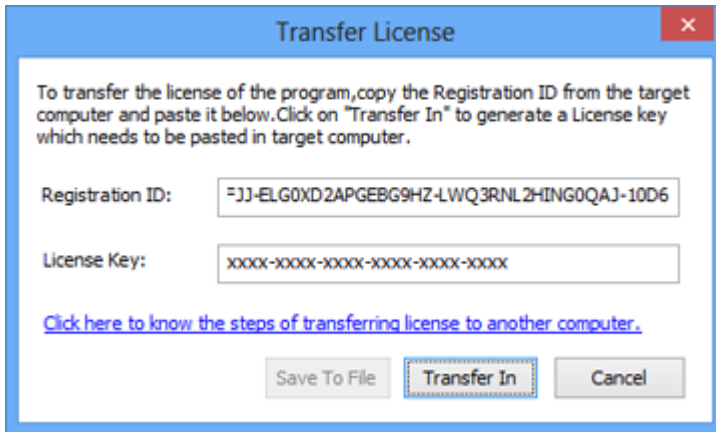 Transfer License
To transfer the license of the program,copy the Registration ID from the target
computer and paste it below.Click on "Transfer In" to generate a License key
which needs to be pasted in target computer.
Registration ID: FJJ-ELG0XD2APGEBG9HZ-LWQ3RNL2HING0QAJ-10D6
License Key: xxxx-xxxx-xxxx-xxxx-xxxx-xxxx
Click here to know the steps of transferring license to another computer.
Save To File Transfer In Cancel